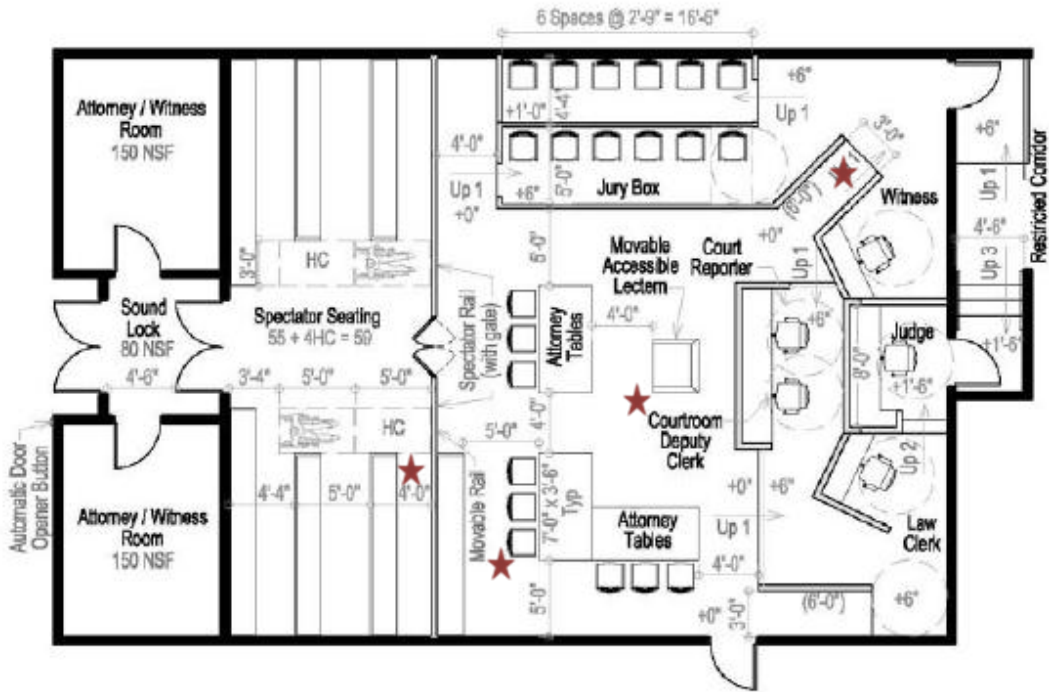 6 Spaces @ 2'-9" = 16'-6"
Attorney / Witness
Room
150 NSF
+1'-0"
4'-4"
+6"
Up 1
3'-0"
+6"
4'-0"
Up 1
+0"
+6"
5'-0"
Jury Box
(6'-0")
Witness
Up 1
Restricted Corridor
4'-6"
Up 3
3'-0"
HC
5'-0"
Movable
Accessible
Lectern
Court
Reporter
+0"
Up 1
Sound
Lock
80 NSF
Spectator Seating
55 + 4HC = 59
Spectator Rail
(with gate)
Attorney
Tables
4'-0"
+6"
Judge
8'-0"
+1'-6"
+1'-6"
4'-6"
3'-4"
5'-0"
5'-0"
HC
4'-0"
5'-0"
Courtroom
Deputy
Clerk
Up 2
Automatic Door
Opener Button
4'-4"
5'-0"
4'-0"
Movable Rail
7'-0" x 3'-6"
Typ
+0"
+6"
Attorney / Witness
Room
150 NSF
Attorney
Tables
Up 1
Law
Clerk
4'-0"
5'-0"
+0"
3'-0"
(6'-0")
+6"